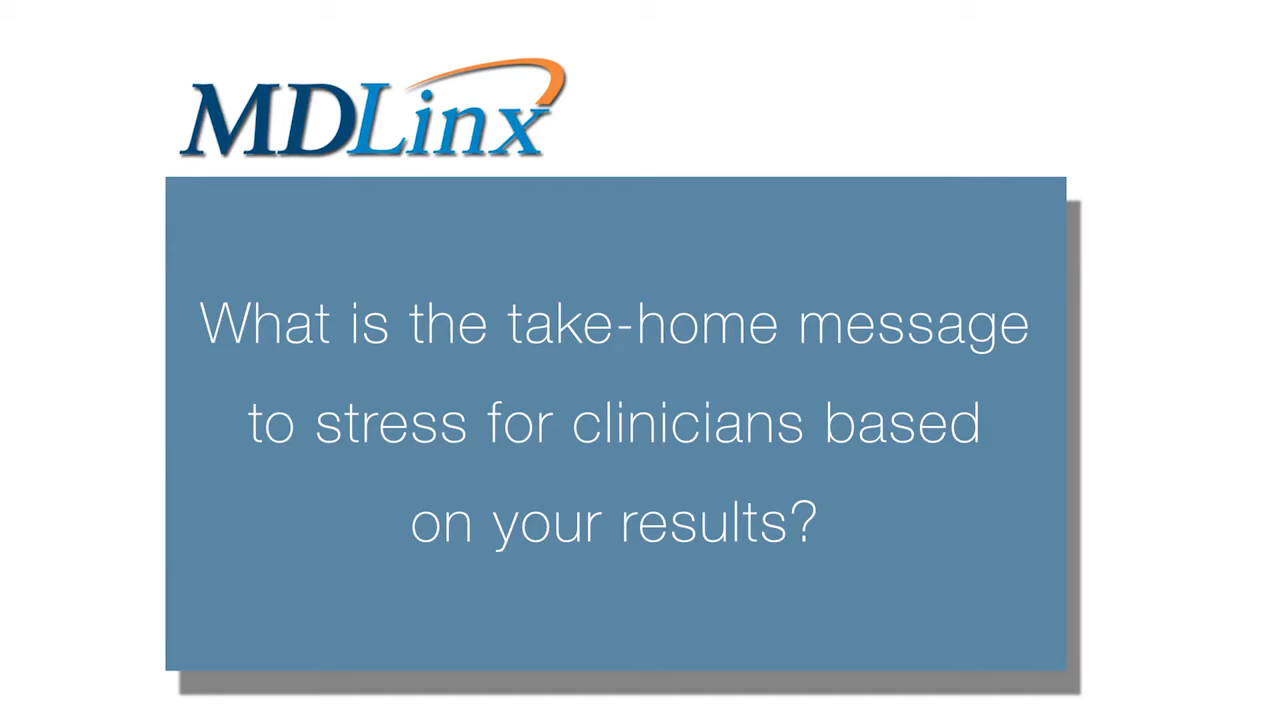 MDLinx
What is the take-home message
to stress for clinicians based
on your results?